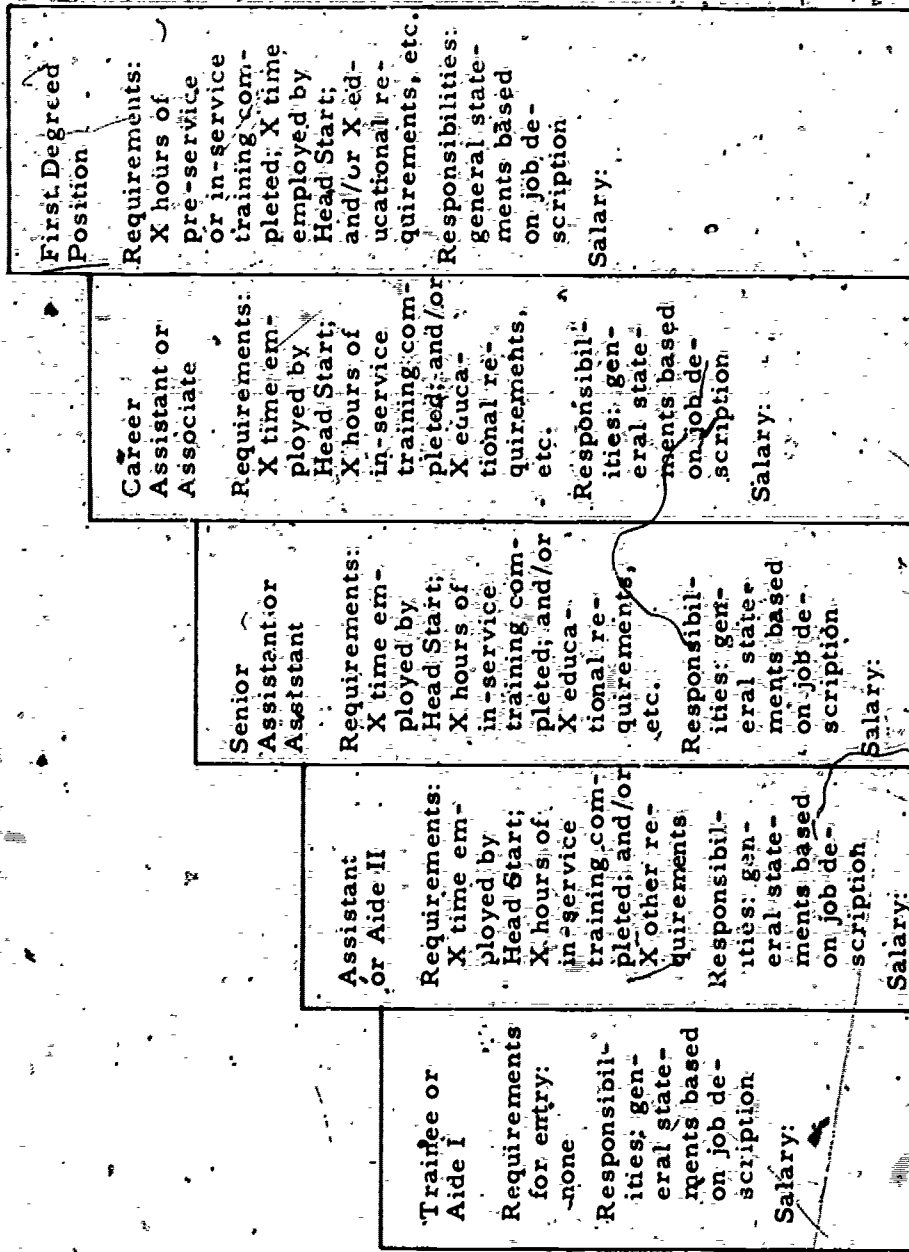 Trainee or
Aide I
Requirements
for entry:
none
Responsibil-
ities: gen-
eral state-
ments based
on job de-
scription
Salary:
Assistant
or Aide II
Requirements:
X time em-
ployed by
Head Start;
X hours of
in-service
training com-
pleted; and/or
X other re-
quirements
Responsibil-
ities: gen-
eral state-
ments based
on job de-
scription
Salary:
Senior
Assistant or
Assistant
Requirements:
X time em-
ployed by
Head Start;
X hours of
in-service
training com-
pleted; and/or
X educa-
tional re-
quirements,
etc.
Responsibil-
ities: gen-
eral state-
ments based
on job de-
scription
Salary:
Career
Assistant or
Associate
Requirements:
X time em-
ployed by
Head Start;
X hours of
in-service
training com-
pleted; and/or
X educa-
tional re-
quirements,
etc.
Responsibil-
ities: gen-
eral state-
ments based
on job de-
scription
Salary:
First Degreed
Position
Requirements:
X hours of
pre-service
or in-service
training com-
pleted; X time
employed by
Head Start;
and/or X ed-
ucational re-
quirements, etc.
Responsibilities:
general state-
ments based
on job de-
scription
Salary: